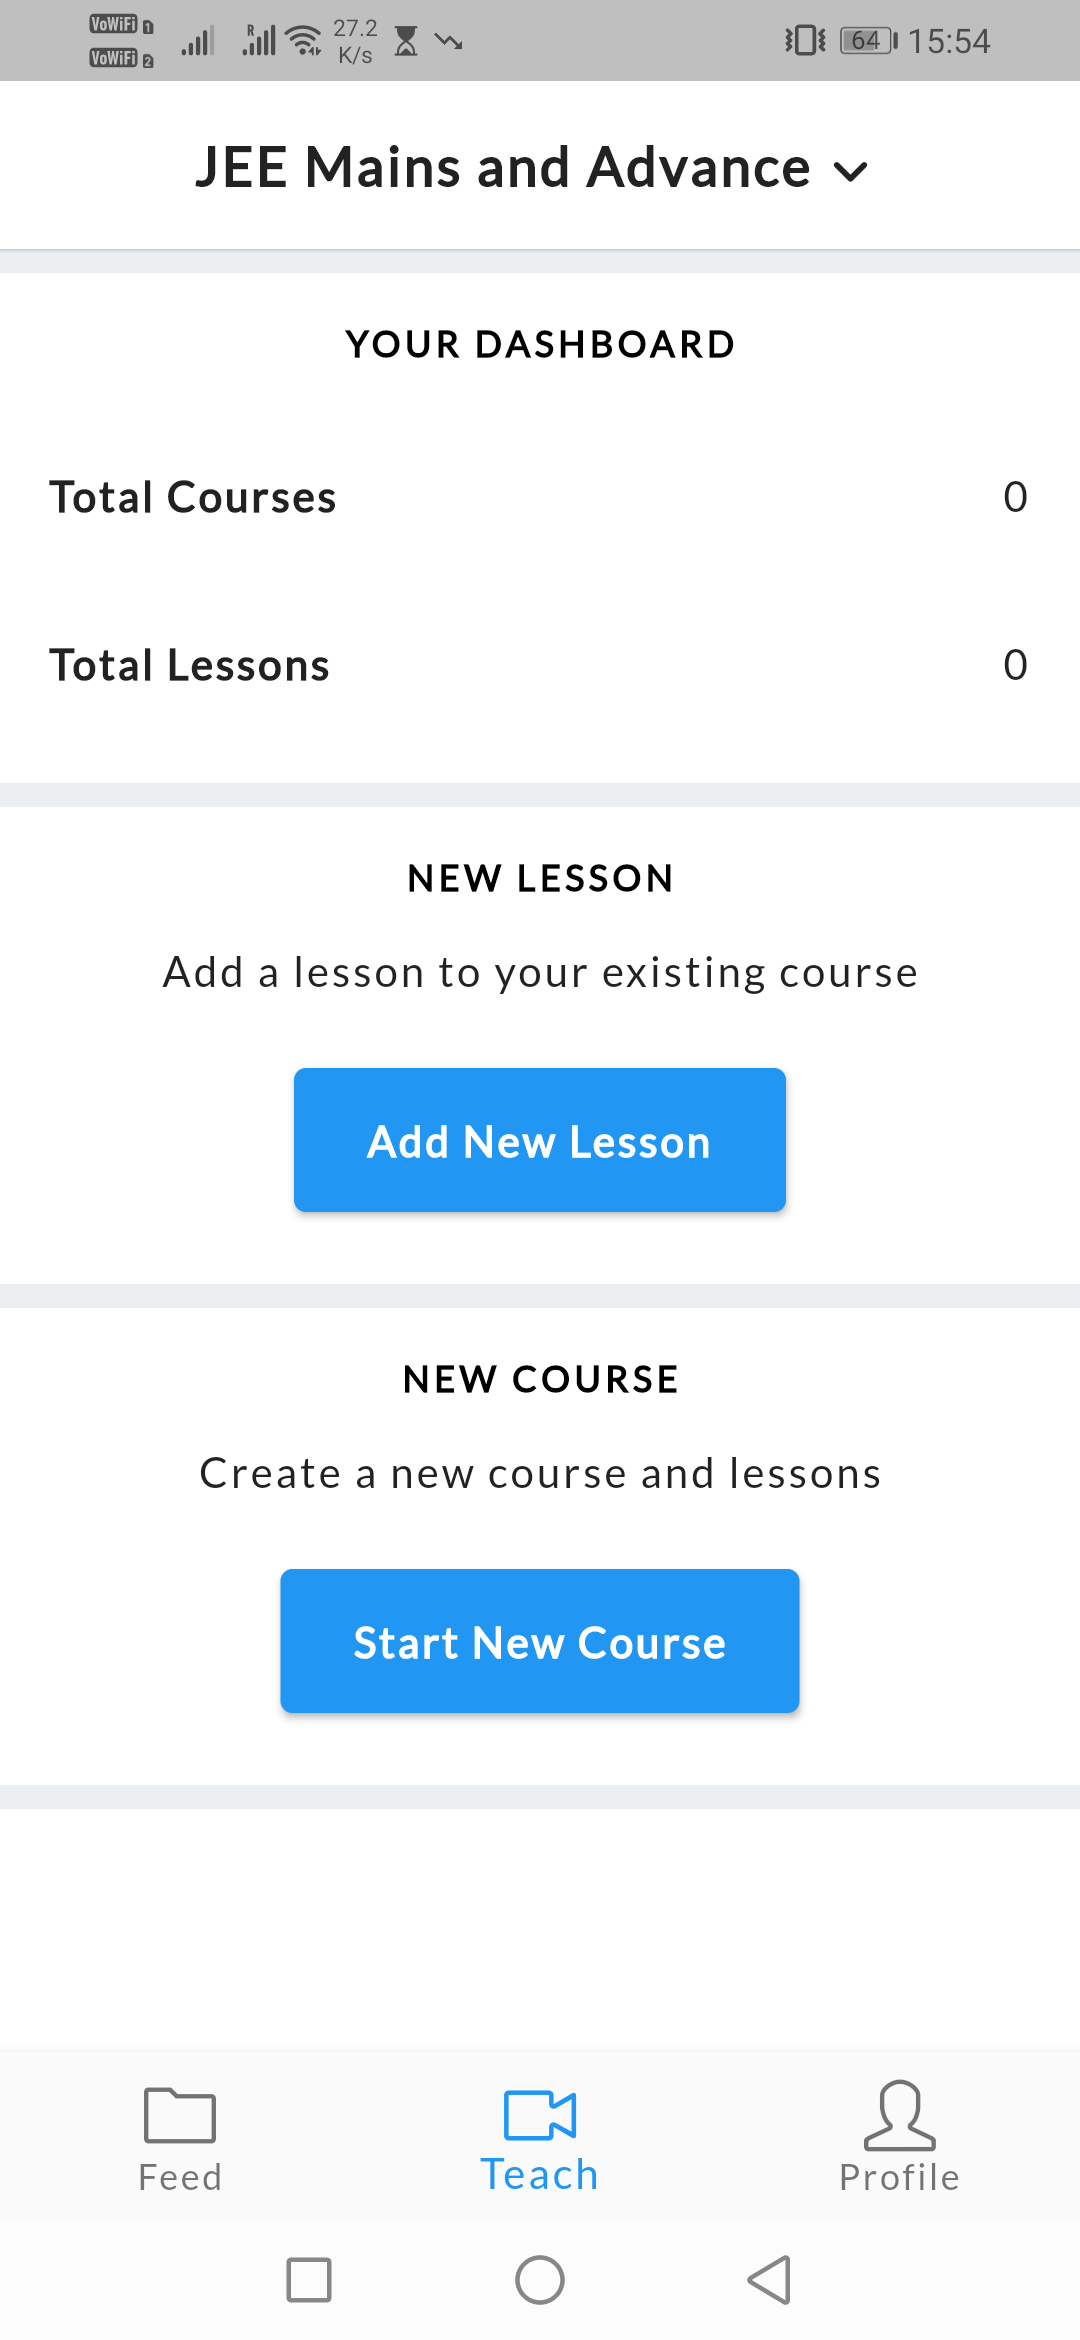 VoWiFi 1
VoWiFi 2
R
27.2
K/s
64
15:54
JEE Mains and Advance
YOUR DASHBOARD
Total Courses 0
Total Lessons 0
NEW LESSON
Add a lesson to your existing course
Add New Lesson
NEW COURSE
Create a new course and lessons
Start New Course
Feed
Teach
Profile